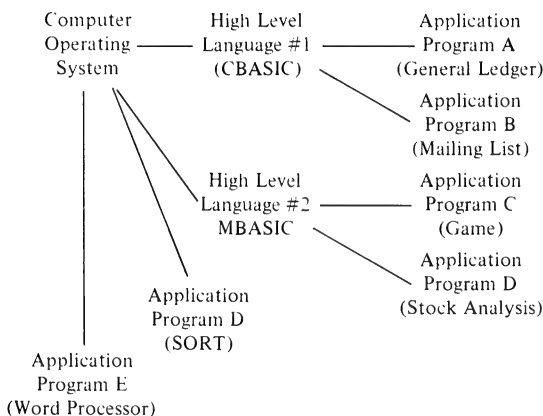 Computer
Operating
System
High Level
Language #1
(CBASIC)
Application
Program A
(General Ledger)
Application
Program B
(Mailing List)
High Level
Language #2
MBASIC
Application
Program C
(Game)
Application
Program D
(Stock Analysis)
Application
Program D
(SORT)
Application
Program E
(Word Processor)